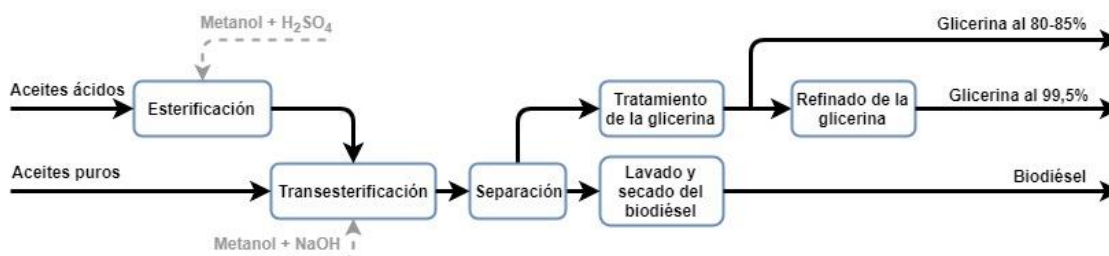 Metanol + H₂SO₄
Glicerina al 80-85%
Aceites ácidos
Esterificación
Tratamiento
de la glicerina
Refinado de la
glicerina
Glicerina al 99,5%
Aceites puros
Transesterificación
Separación
Lavado y
secado del
biodiésel
Biodiésel
Metanol + NaOH